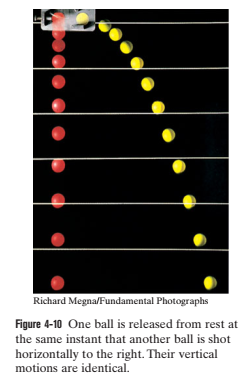 Richard Megna/Fundamental Photographs
Figure 4-10 One ball is released from rest at
the same instant that another ball is shot
horizontally to the right. Their vertical
motions are identical.